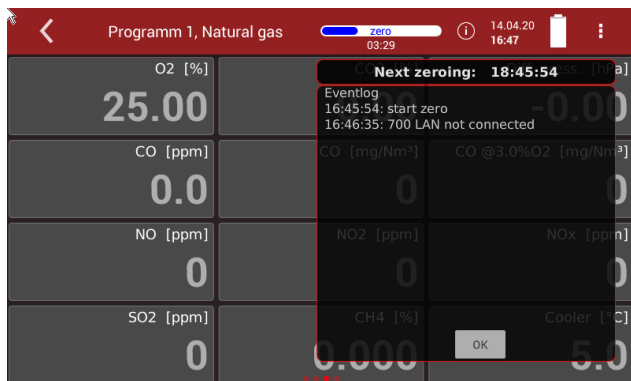 Programm 1, Natural gas
zero
03:29
14.04.20
16:47
Next zeroing: 18:45:54
Eventlog
16:45:54: start zero
16:46:35: 700 LAN not connected
OK
O2 [%]
25.00
ess. [hPa]
-0.00
CO [ppm]
0.0
CO [mg/Nm³]
0
CO @3.0%O2 [mg/Nm³]
0
NO [ppm]
0
NO2 [ppm]
0
NOx [ppm]
0
SO2 [ppm]
0
CH4 [%]
0.000
Cooler [°C]
5.0